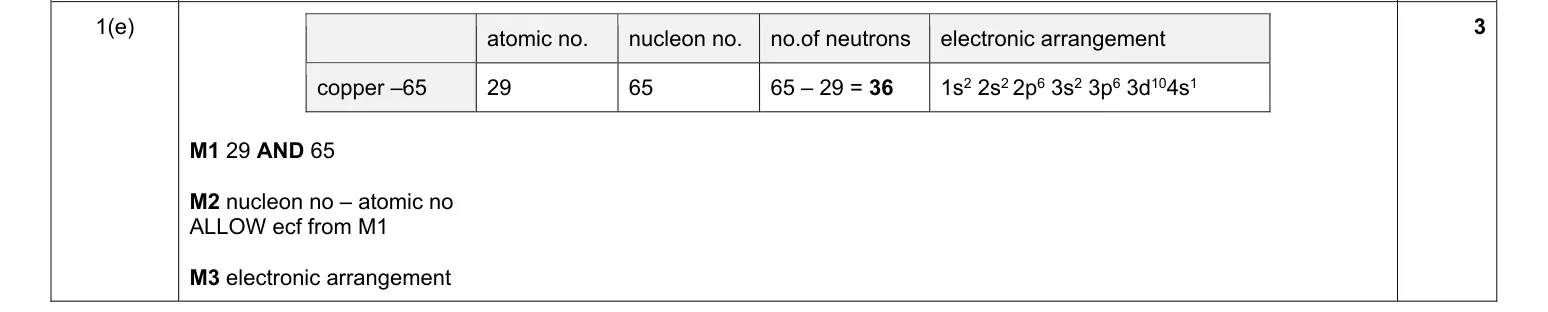 1(e) 3
atomic no. nucleon no. no.of neutrons electronic arrangement
copper –65 29 65 65 – 29 = 36 1s² 2s² 2p⁶ 3s² 3p⁶ 3d¹⁰4s¹
M1 29 AND 65
M2 nucleon no – atomic no
ALLOW ecf from M1
M3 electronic arrangement